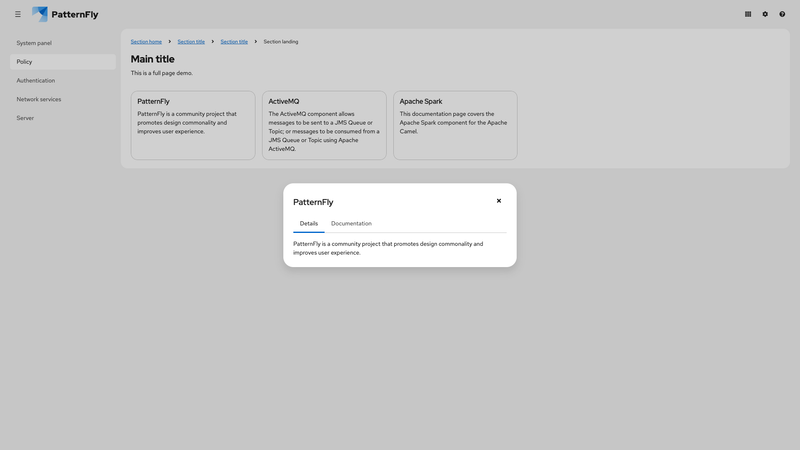 PatternFly
System panel
Policy
Authentication
Network services
Server
Section home > Section title > Section title > Section landing
Main title
This is a full page demo.
PatternFly
PatternFly is a community project that
promotes design commonality and
improves user experience.
ActiveMQ
The ActiveMQ component allows
messages to be sent to a JMS Queue or
Topic; or messages to be consumed from a
JMS Queue or Topic using Apache
ActiveMQ.
Apache Spark
This documentation page covers the
Apache Spark component for the Apache
Camel.
PatternFly
Details Documentation
PatternFly is a community project that promotes design commonality and
improves user experience.